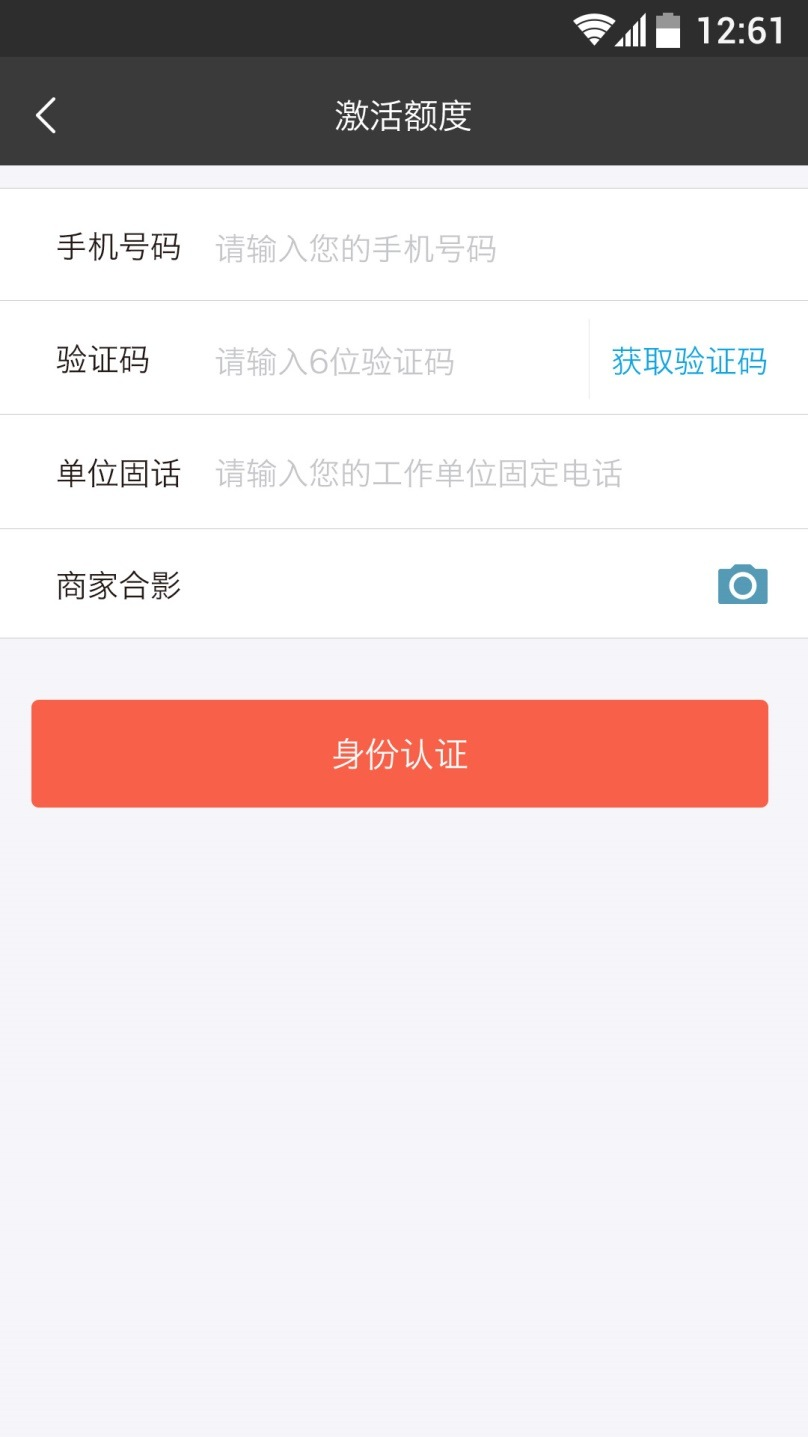 12:61
激活额度
手机号码 请输入您的手机号码
验证码 请输入6位验证码 获取验证码
单位固话 请输入您的工作单位固定电话
商家合影
身份认证